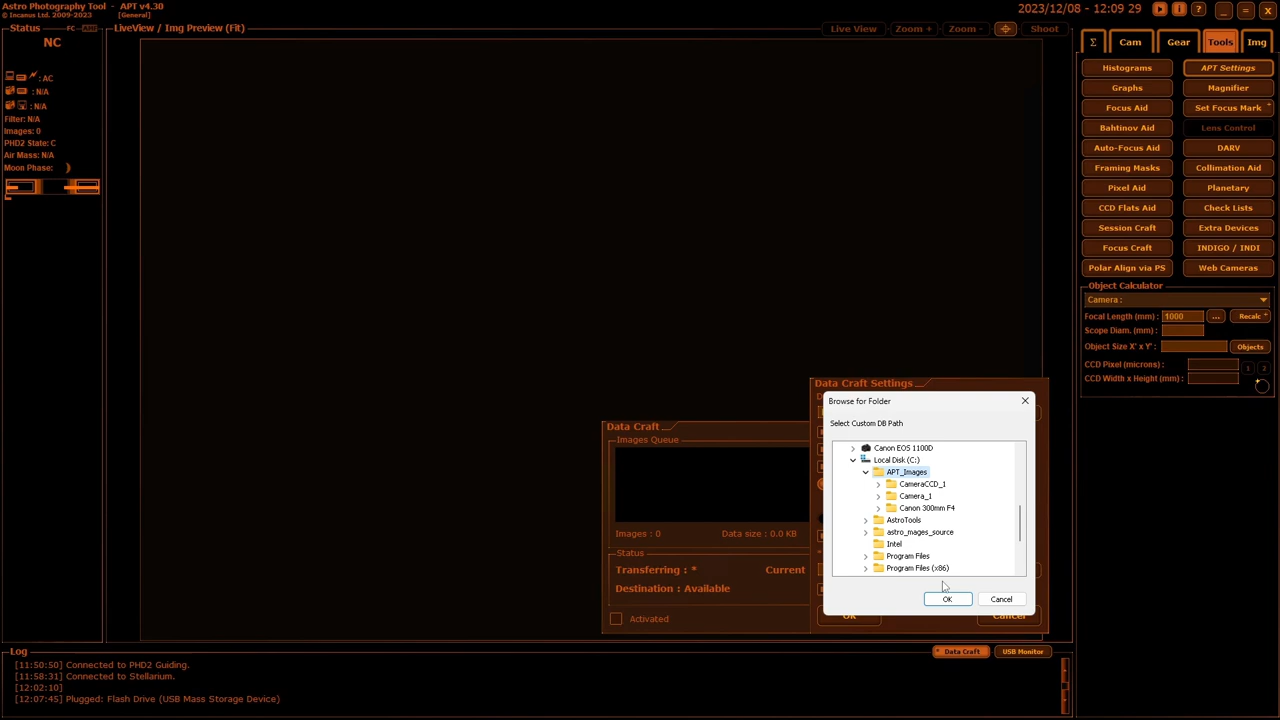 Astro Photography Tool - APT v4.30
© Incanus Ltd. 2009-2023 [General]
2023/12/08 - 12:09 29
i ? _ = X
Status FC
NC
: AC
: N/A
: N/A
Filter: N/A
Images: 0
PHD2 State: C
Air Mass: N/A
Moon Phase:
LiveView / Img Preview (Fit)
Live View Zoom + Zoom - Shoot
Σ Cam Gear Tools Img
Histograms APT Settings
Graphs Magnifier
Focus Aid Set Focus Mark +
Bahtinov Aid Lens Control
Auto-Focus Aid DARV
Framing Masks Collimation Aid
Pixel Aid Planetary
CCD Flats Aid Check Lists
Session Craft Extra Devices
Focus Craft INDIGO / INDI
Polar Align via PS Web Cameras
Object Calculator
Camera :
Focal Length (mm) : 1000 ... Recalc +
Scope Diam. (mm) :
Object Size X' x Y' : Objects
CCD Pixel (microns) : 1 2
CCD Width x Height (mm) :
Data Craft Settings
Browse for Folder
Select Custom DB Path
Canon EOS 1100D
Local Disk (C:)
APT_Images
CameraCCD_1
Camera_1
Canon 300mm F4
AstroTools
astro_mages_source
Intel
Program Files
Program Files (x86)
OK Cancel
OK Cancel
Data Craft
Images Queue
Images : 0 Data size : 0.0 KB
Status
Transferring : * Current
Destination : Available
Activated
Log
* Data Craft USB Monitor
[11:50:50] Connected to PHD2 Guiding.
[11:58:31] Connected to Stellarium.
[12:02:10]
[12:07:45] Plugged: Flash Drive (USB Mass Storage Device)